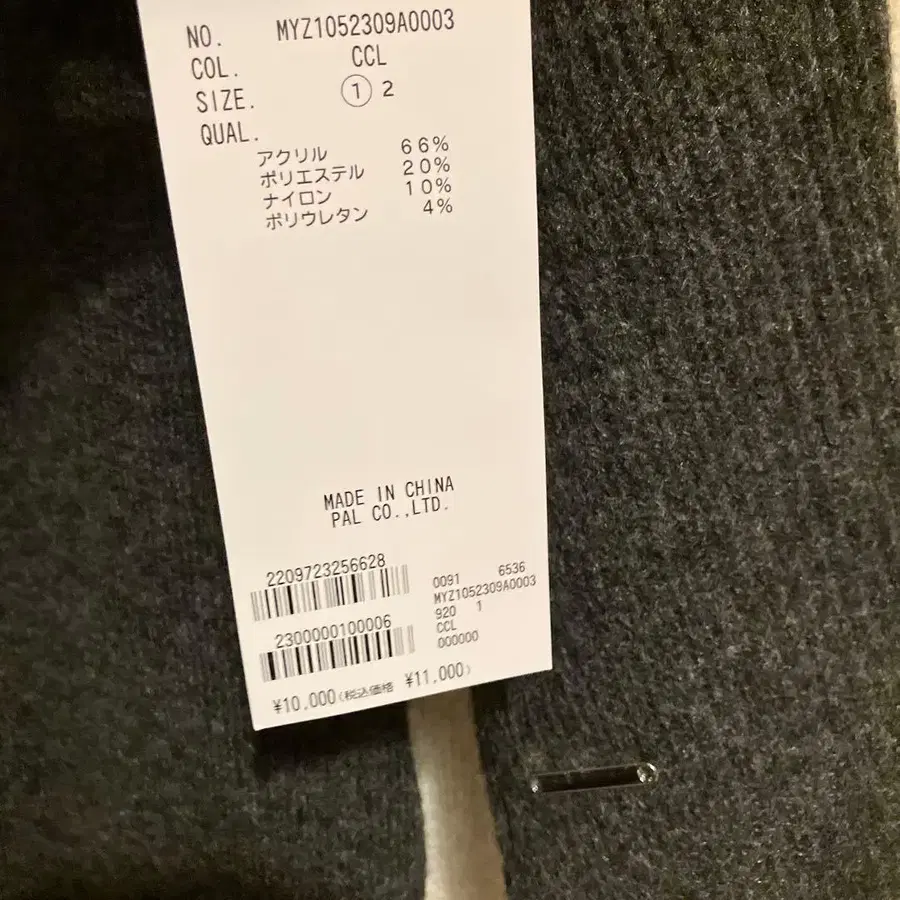 NO. MYZ1052309A0003
COL. CCL
SIZE. ① 2
QUAL.
アクリル 66%
ポリエステル 20%
ナイロン 10%
ポリウレタン 4%
MADE IN CHINA
PAL CO.,LTD.
2209723256628
2300000100006
0091 6536
MYZ1052309A0003
920 1
CCL
000000
¥10,000(税込価格 ¥11,000)